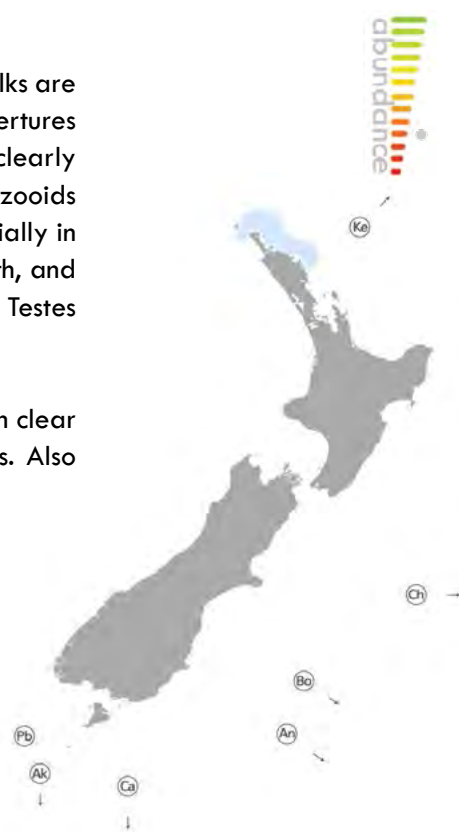 lks are
ertures
clearly
zooids
ially in
th, and
Testes
n clear
s. Also
abundance
Ke
Ch
Bo
An
Pb
Ak
Ca